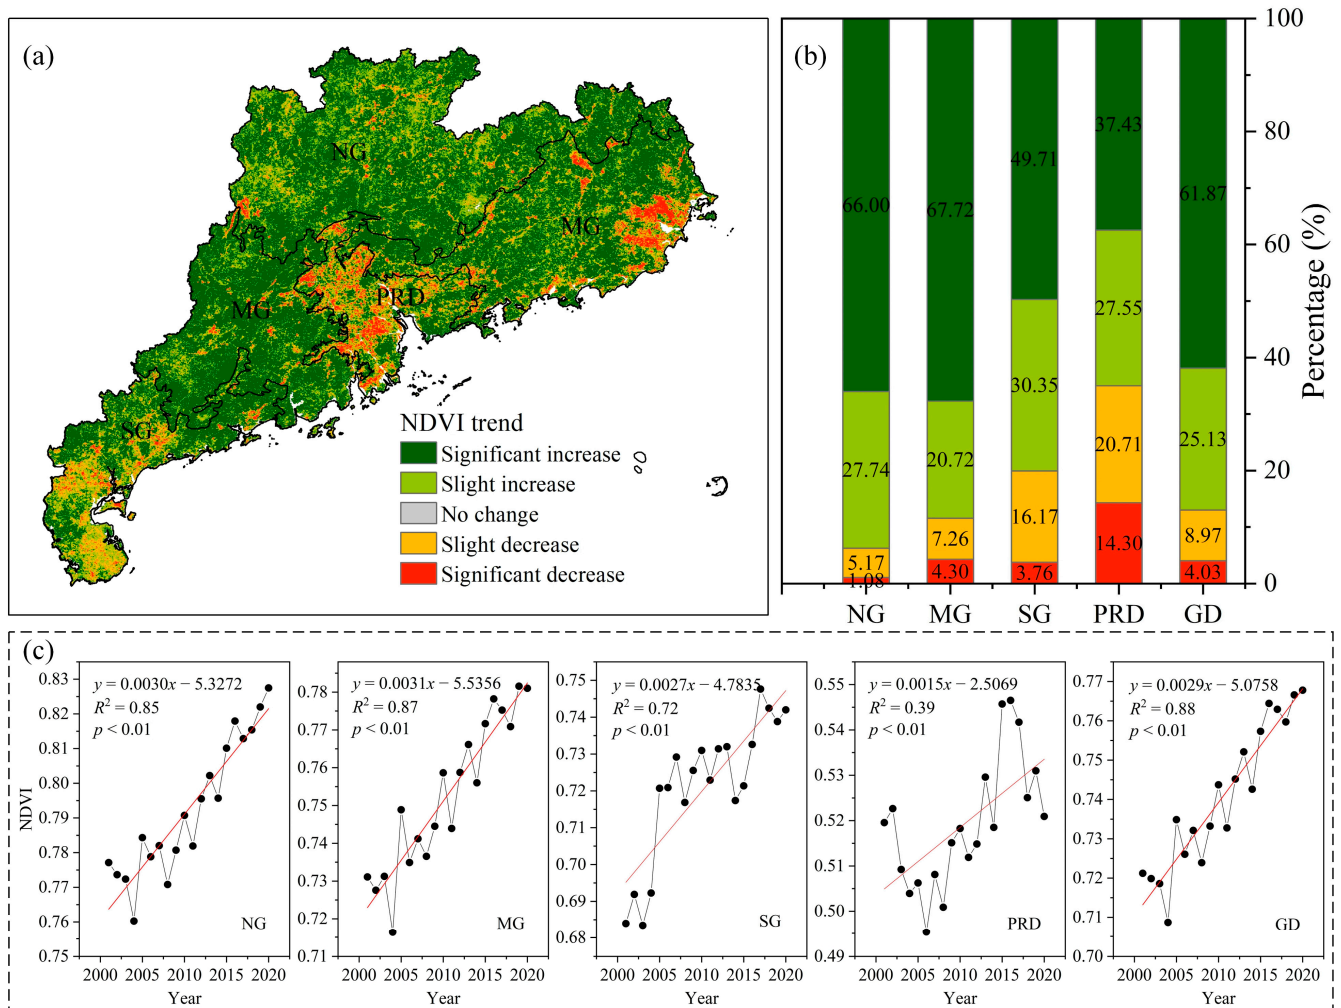 (a)
NG
MG
PRD
MG
SG
NDVI trend
Significant increase
Slight increase
No change
Slight decrease
Significant decrease
(b)
66.00
27.74
5.17
1.08
67.72
20.72
7.26
4.30
49.71
30.35
16.17
3.76
37.43
27.55
20.71
14.30
61.87
25.13
8.97
4.03
100
80
60
40
20
0
Percentage (%)
NG MG SG PRD GD
(c)
NDVI
0.83
0.82
0.81
0.80
0.79
0.78
0.77
0.76
0.75
y = 0.0030x − 5.3272
R² = 0.85
p < 0.01
NG
2000 2005 2010 2015 2020
Year
0.78
0.77
0.76
0.75
0.74
0.73
0.72
0.71
y = 0.0031x − 5.5356
R² = 0.87
p < 0.01
MG
2000 2005 2010 2015 2020
Year
0.75
0.74
0.73
0.72
0.71
0.70
0.69
0.68
y = 0.0027x − 4.7835
R² = 0.72
p < 0.01
SG
2000 2005 2010 2015 2020
Year
0.55
0.54
0.53
0.52
0.51
0.50
0.49
y = 0.0015x − 2.5069
R² = 0.39
p < 0.01
PRD
2000 2005 2010 2015 2020
Year
0.77
0.76
0.75
0.74
0.73
0.72
0.71
0.70
y = 0.0029x − 5.0758
R² = 0.88
p < 0.01
GD
2000 2005 2010 2015 2020
Year